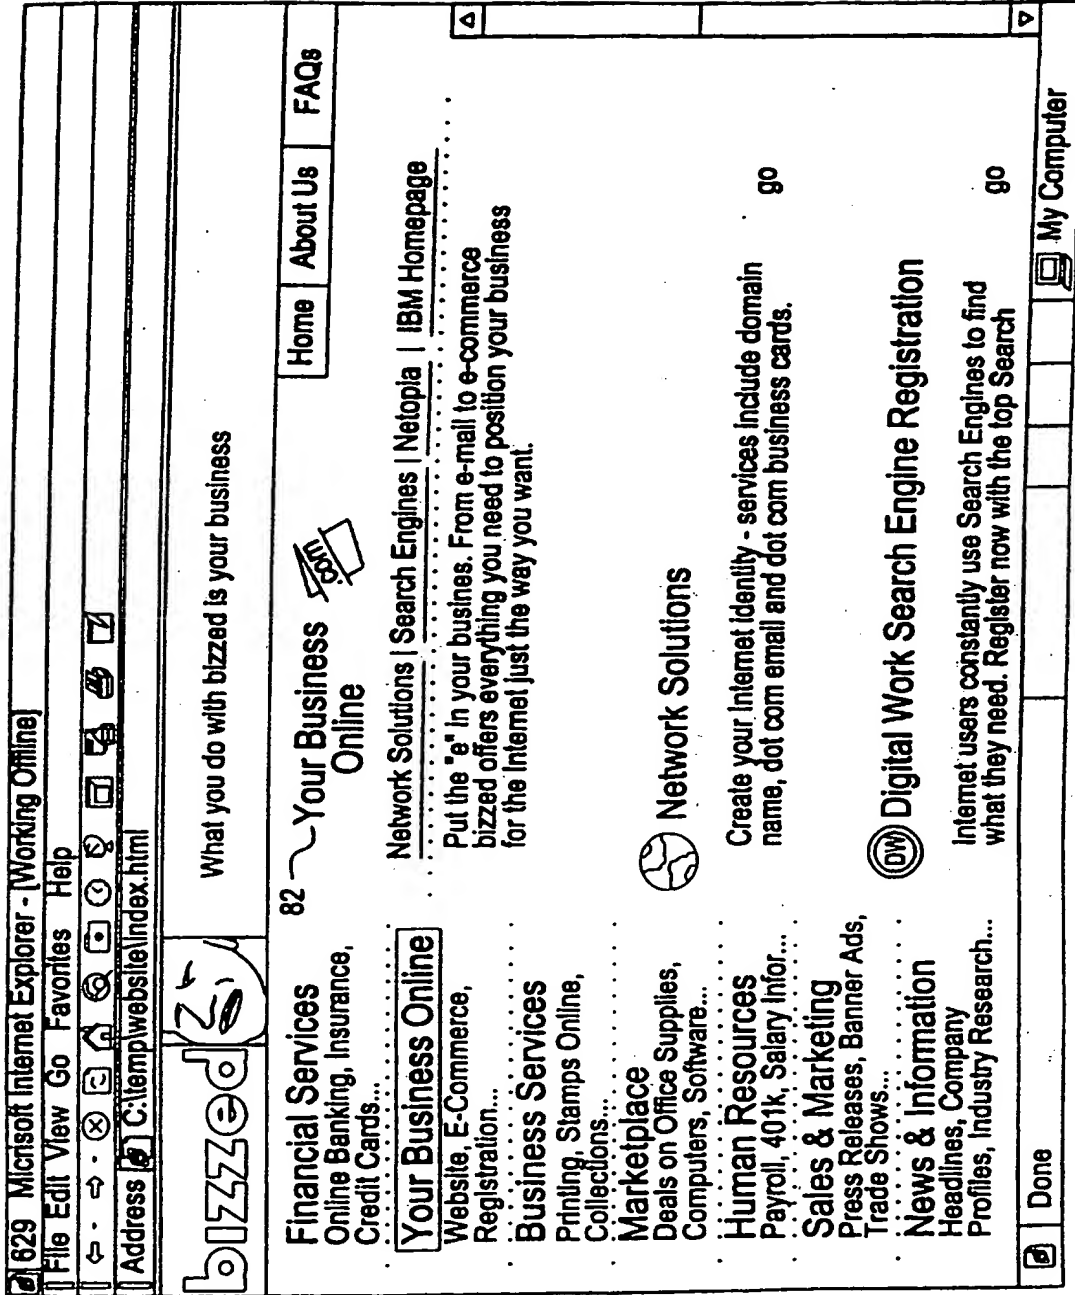 629 Micrisoft Internet Explorer - [Working Offline]
File Edit View Go Favorites Help
Address C:\temp\website\index.html
bizzed
What you do with bizzed is your business
Home | About Us | FAQs
Financial Services
Online Banking, Insurance,
Credit Cards...
Your Business Online
Website, E-Commerce,
Registration...
Business Services
Printing, Stamps Online,
Collections...
Marketplace
Deals on Office Supplies,
Computers, Software...
Human Resources
Payroll, 401k, Salary Infor...
Sales & Marketing
Press Releases, Banner Ads,
Trade Shows...
News & Information
Headlines, Company
Profiles, Industry Research...
82
Your Business
Online
.com
Network Solutions | Search Engines | Netopia | IBM Homepage
Put the "e" in your busines. From e-mail to e-commerce
bizzed offers everything you need to position your business
for the Internet just the way you want.
Network Solutions
Create your Internet identity - services include domain
name, dot com email and dot com business cards.
go
DW Digital Work Search Engine Registration
Internet users constantly use Search Engines to find
what they need. Register now with the top Search
go
Done
My Computer